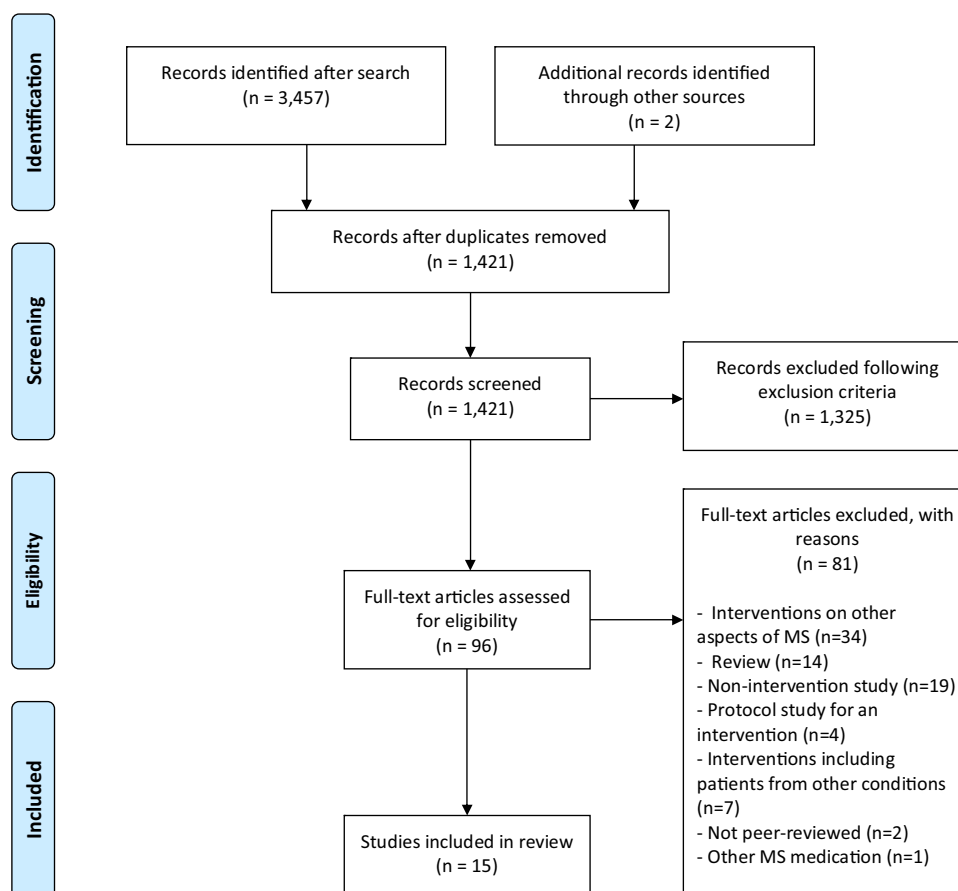 Identification
Records identified after search
(n = 3,457)
Additional records identified
through other sources
(n = 2)
Records after duplicates removed
(n = 1,421)
Screening
Records screened
(n = 1,421)
Records excluded following
exclusion criteria
(n = 1,325)
Eligibility
Full-text articles assessed
for eligibility
(n = 96)
Full-text articles excluded, with
reasons
(n = 81)
- Interventions on other
aspects of MS (n=34)
- Review (n=14)
- Non-intervention study (n=19)
- Protocol study for an
intervention (n=4)
- Interventions including
patients from other conditions
(n=7)
- Not peer-reviewed (n=2)
- Other MS medication (n=1)
Included
Studies included in review
(n = 15)